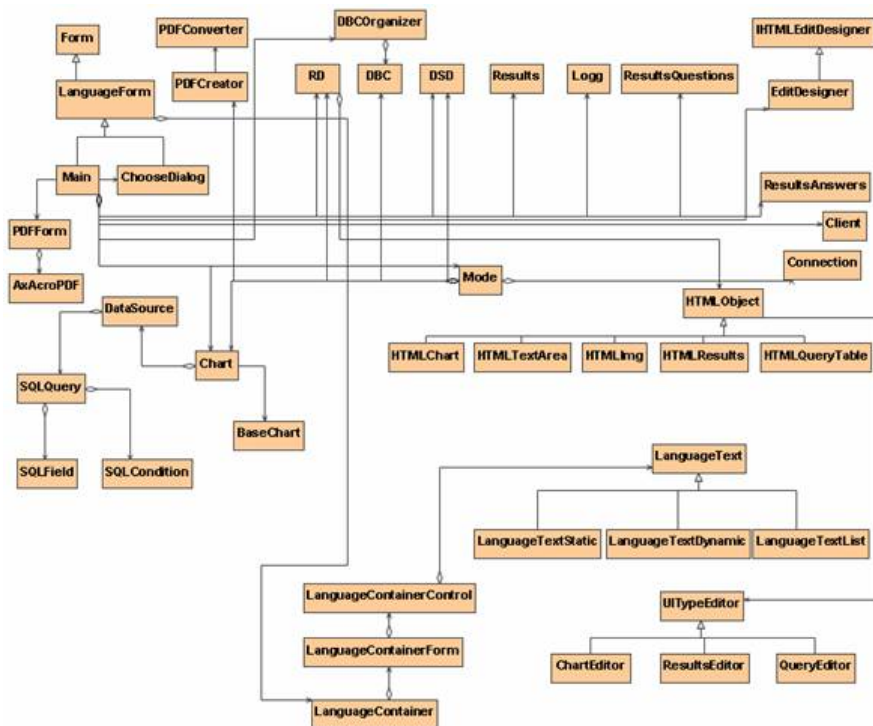 DBCOrganizer
Form
PDFConverter
IHTMLEditDesigner
RD
DBC
DSD
Results
Logg
ResultsQuestions
LanguageForm
PDFCreator
EditDesigner
Main
ChooseDialog
ResultsAnswers
PDFForm
Client
Connection
AxAcroPDF
Mode
DataSource
HTMLObject
HTMLChart
HTMLTextArea
HTMLImg
HTMLResults
HTMLQueryTable
Chart
SQLQuery
BaseChart
SQLField
SQLCondition
LanguageText
LanguageTextStatic
LanguageTextDynamic
LanguageTextList
LanguageContainerControl
UITypeEditor
LanguageContainerForm
ChartEditor
ResultsEditor
QueryEditor
LanguageContainer